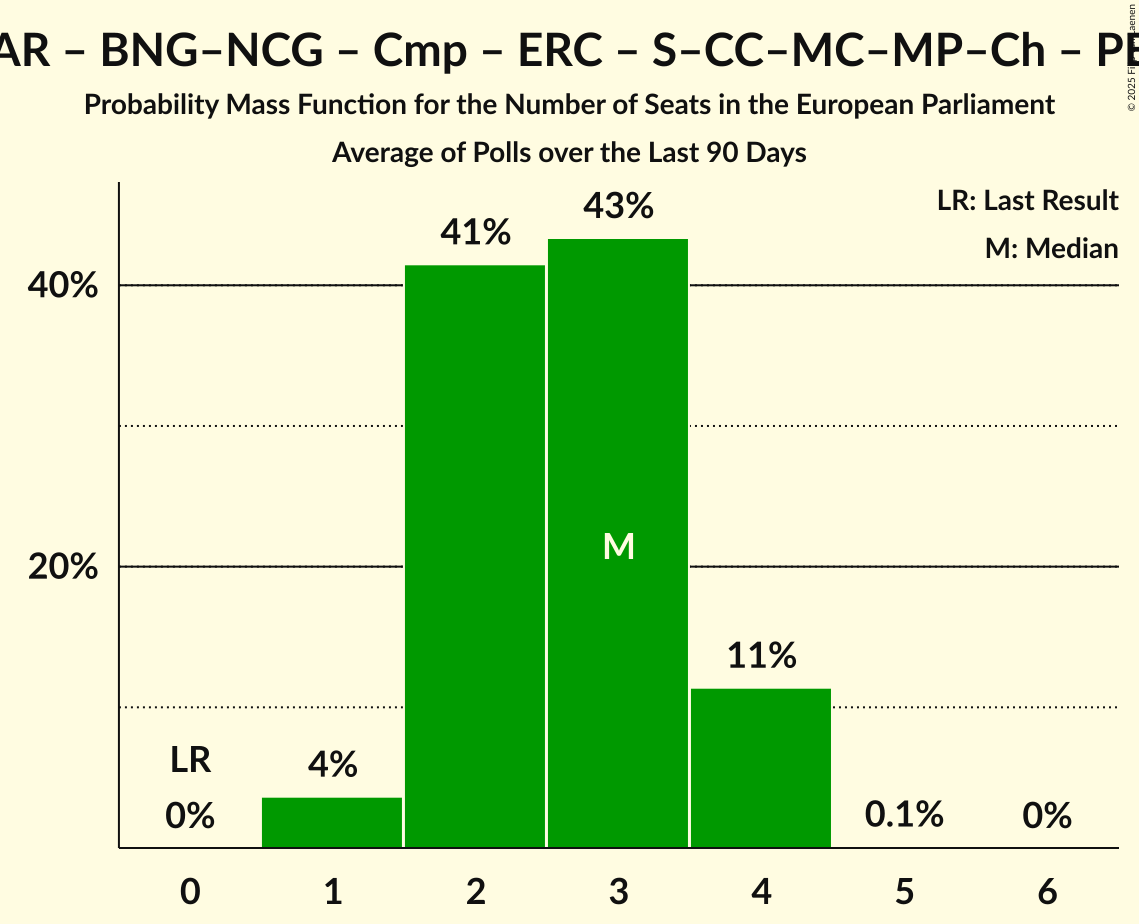 AR – BNG–NCG – Cmp – ERC – S–CC–MC–MP–Ch – PE
Probability Mass Function for the Number of Seats in the European Parliament
Average of Polls over the Last 90 Days
© 2025
LR: Last Result
M: Median
43%
41%
40%
M
20%
11%
LR
4%
0%
0.1%
0%
0 1 2 3 4 5 6